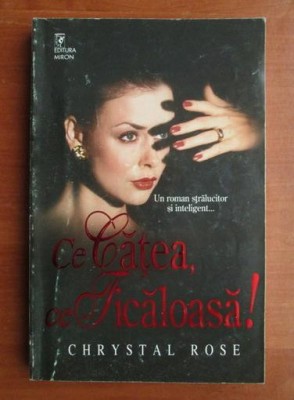 EDITURA
MIRON
Un roman strălucitor
și inteligent...
Ce Cățea,
ce Ticăloasă!
CHRYSTAL ROSE